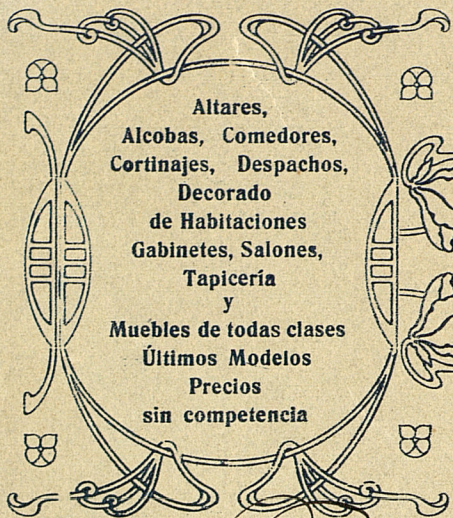 Altares,
Alcobas, Comedores,
Cortinajes, Despachos,
Decorado
de Habitaciones
Gabinetes, Salones,
Tapicería
y
Muebles de todas clases
Últimos Modelos
Precios
sin competencia